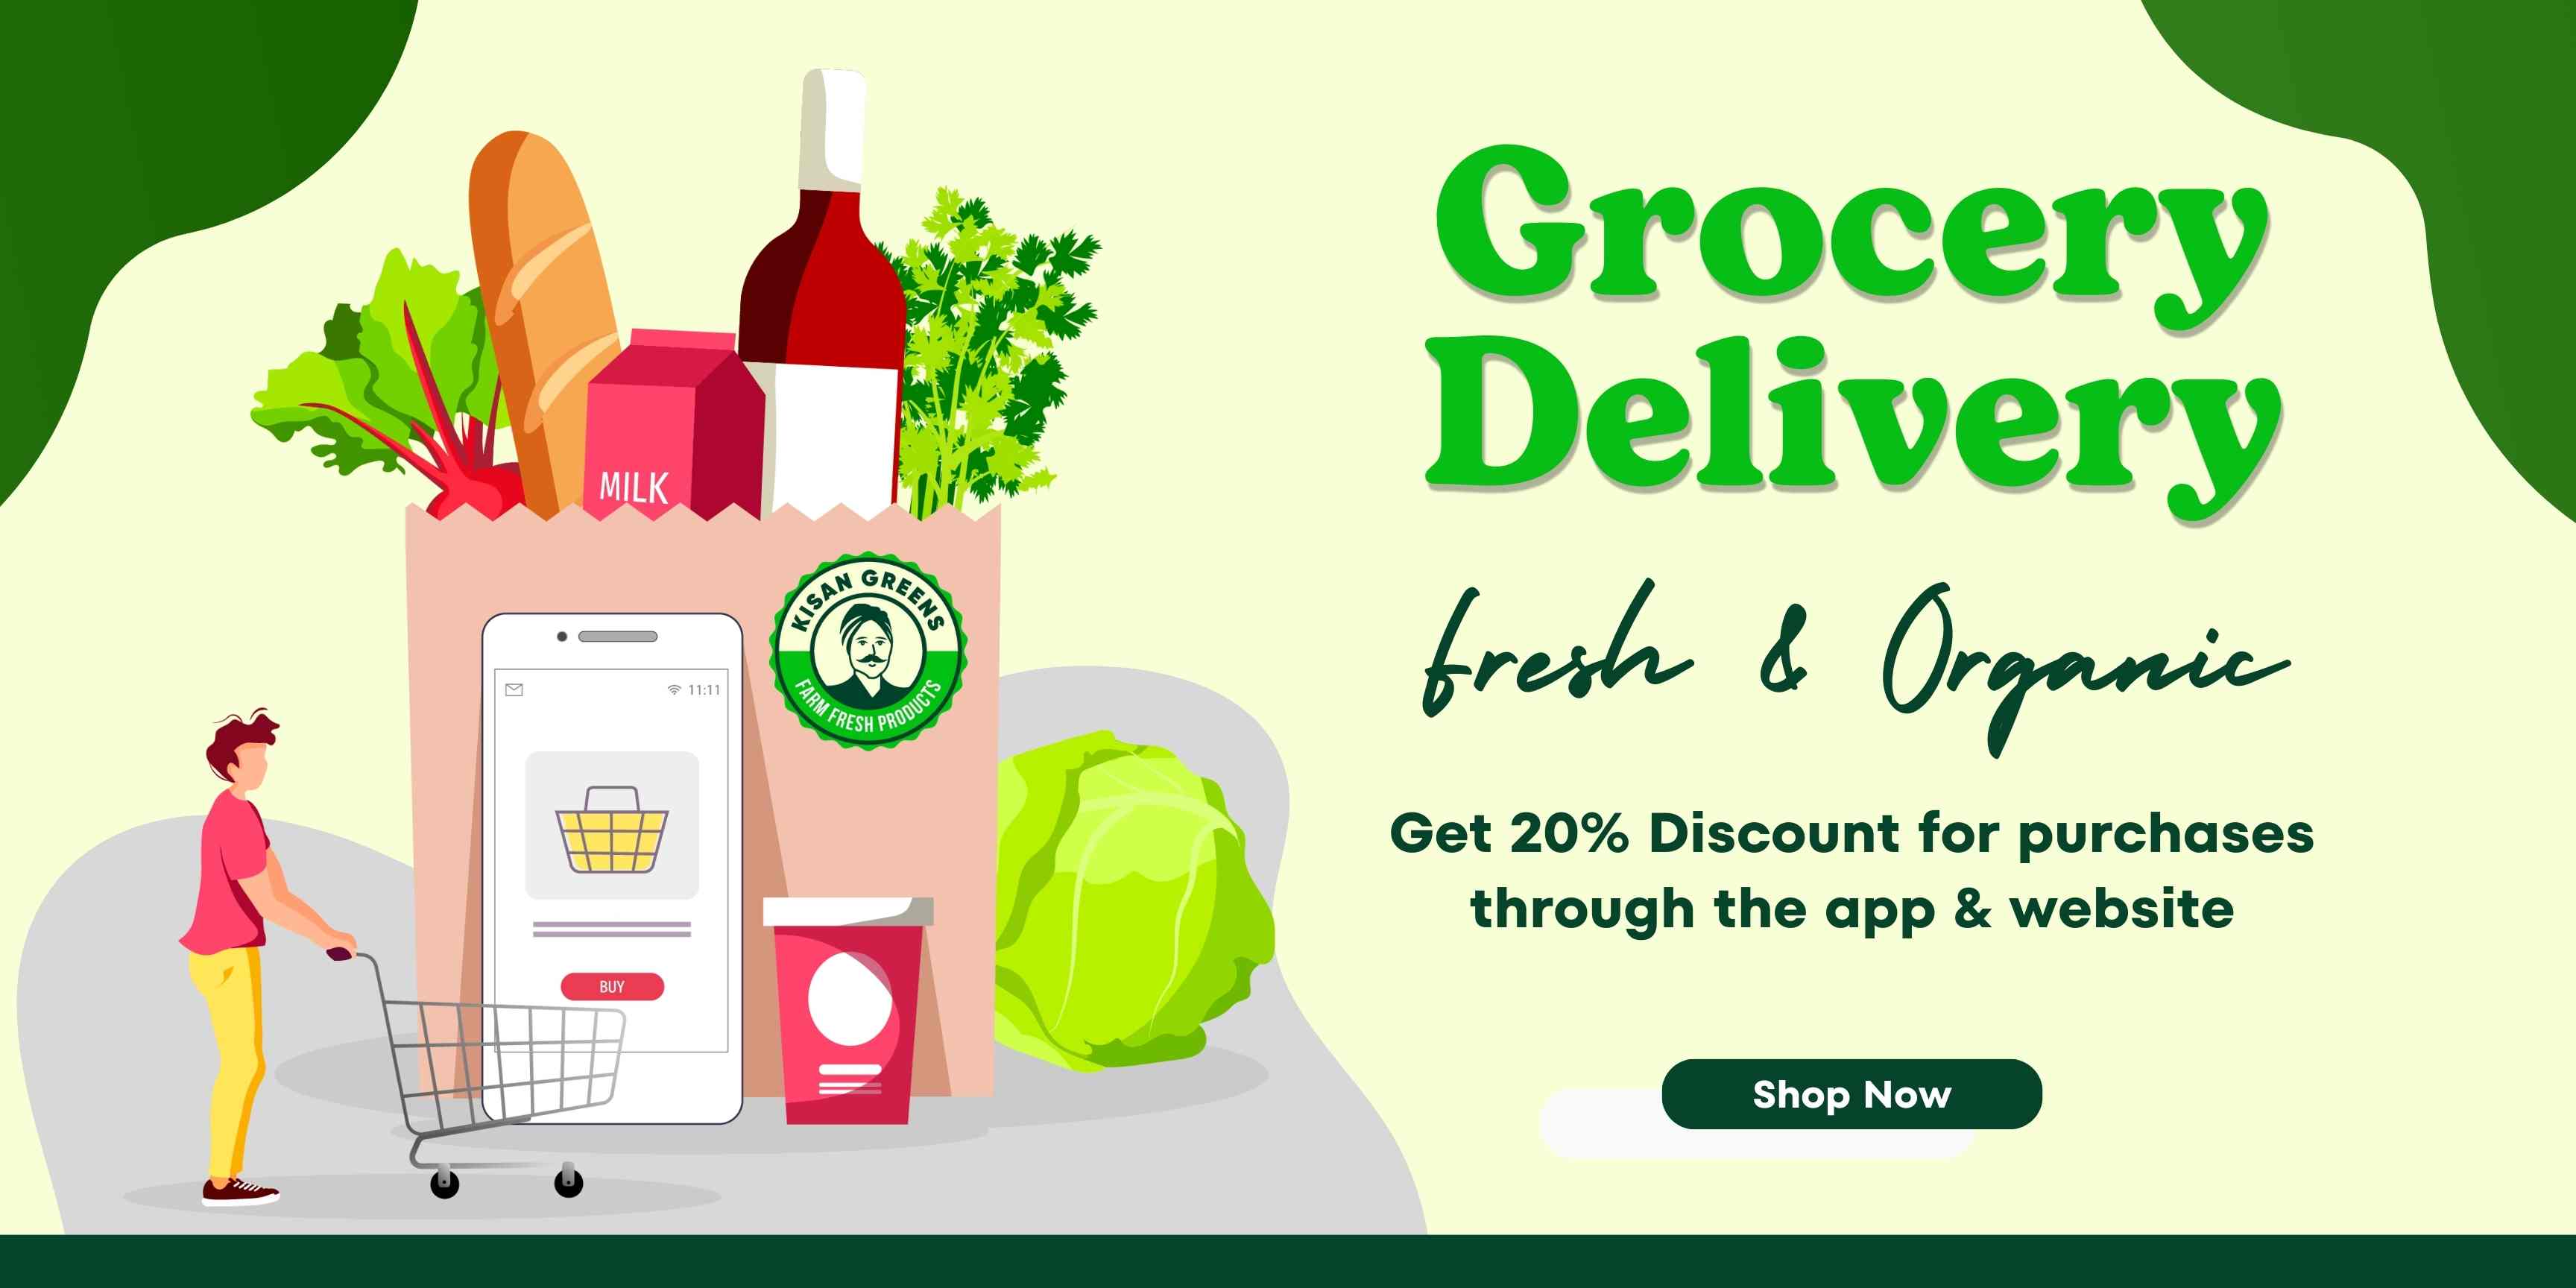 Grocery
Delivery
fresh & Organic
Get 20% Discount for purchases
through the app & website
Shop Now
MILK
KISAN GREENS
FARM FRESH PRODUCTS
11:11
BUY